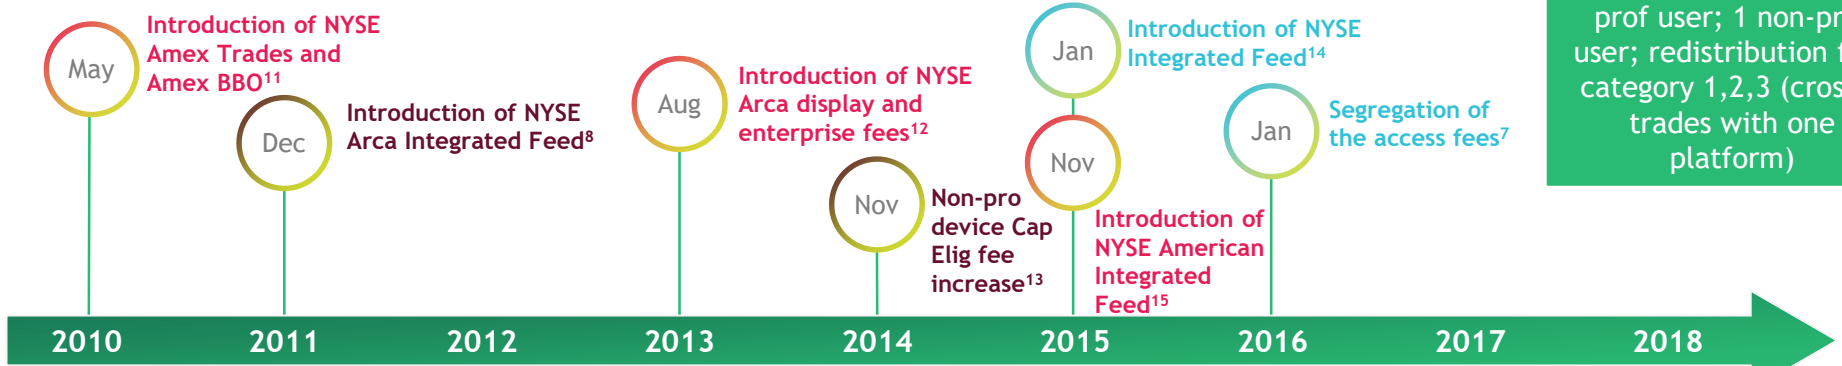 May
Introduction of NYSE
Amex Trades and
Amex BBO¹¹
Dec
Introduction of NYSE
Arca Integrated Feed⁸
Aug
Introduction of NYSE
Arca display and
enterprise fees¹²
Nov
Non-pro
device Cap
Elig fee
increase¹³
Jan
Introduction of NYSE
Integrated Feed¹⁴
Nov
Introduction of
NYSE American
Integrated
Feed¹⁵
Jan
Segregation of
the access fees⁷
prof user; 1
user; redistribution
category 1,2,3
trades with one
platform)
2010 2011 2012 2013 2014 2015 2016 2017 2018